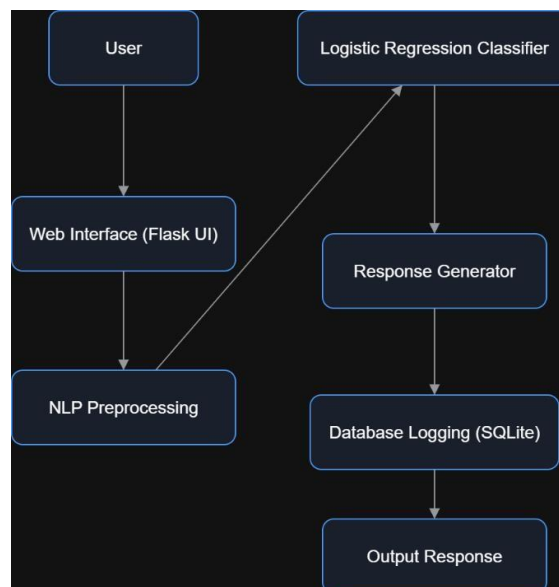 User
Web Interface (Flask UI)
NLP Preprocessing
Logistic Regression Classifier
Response Generator
Database Logging (SQLite)
Output Response